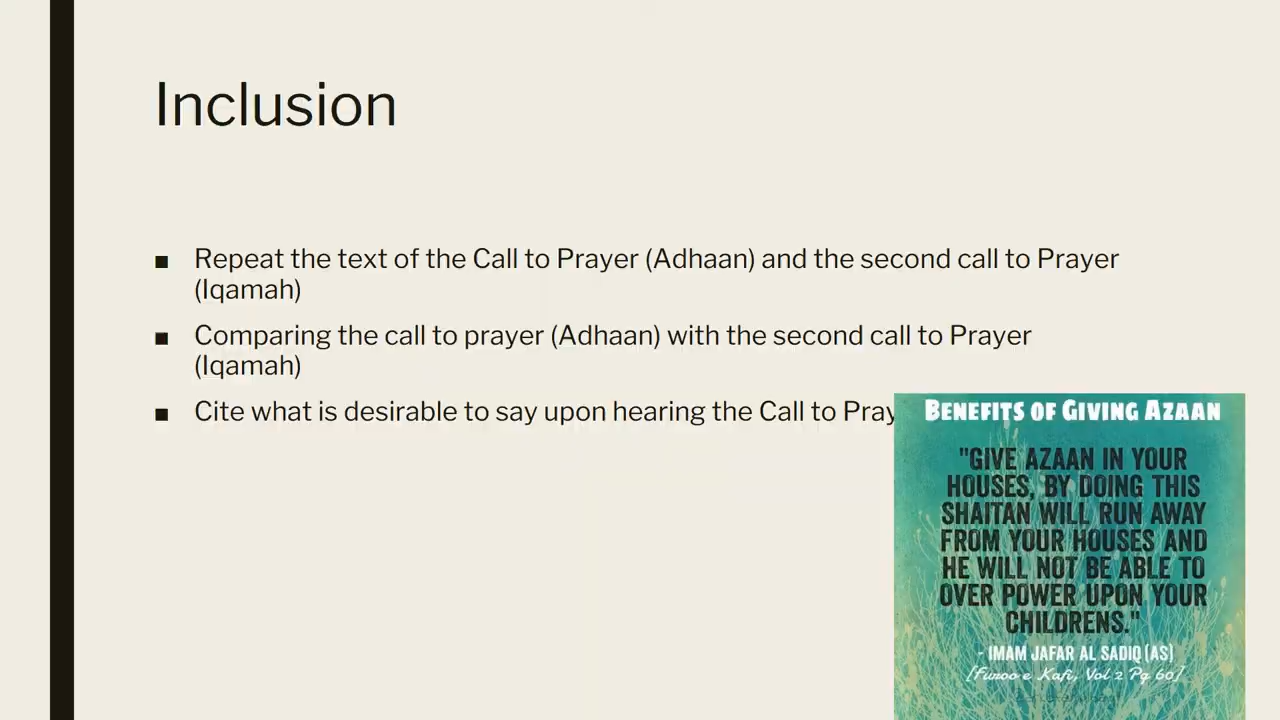 Inclusion
■ Repeat the text of the Call to Prayer (Adhaan) and the second call to Prayer
(Iqamah)
■ Comparing the call to prayer (Adhaan) with the second call to Prayer
(Iqamah)
■ Cite what is desirable to say upon hearing the Call to Pray
BENEFITS OF GIVING AZAAN
"GIVE AZAAN IN YOUR
HOUSES, BY DOING THIS
SHAITAN WILL RUN AWAY
FROM YOUR HOUSES AND
HE WILL NOT BE ABLE TO
OVER POWER UPON YOUR
CHILDRENS."
- IMAM JAFAR AL SADIQ (AS)
[Furoo e Kafi, Vol 2 Pg 60]